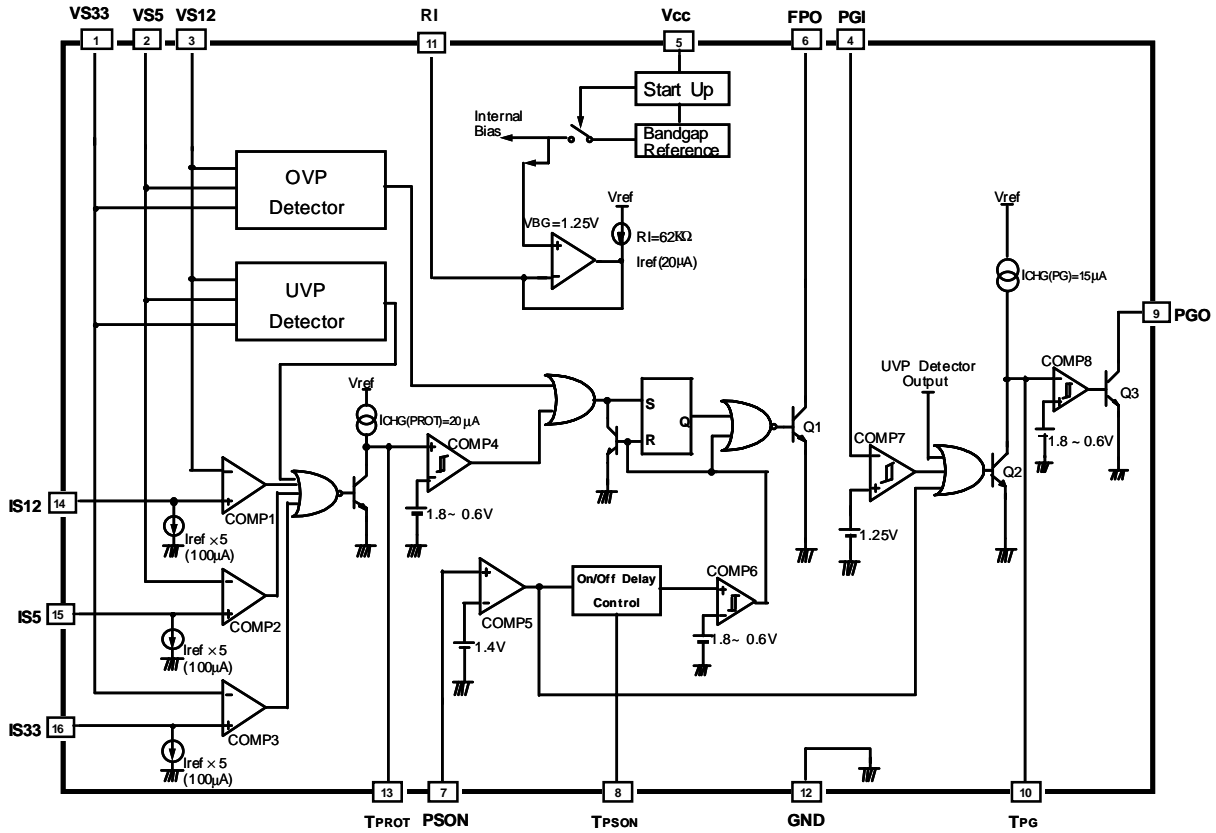 VS33 VS5 VS12 RI Vcc FPO PGI
1 2 3 11 5 6 4
Start Up
Internal
Bias
Bandgap
Reference
OVP
Detector
Vref
VBG=1.25V
+
−
RI=62KΩ
Iref(20μA)
Vref
ICHG(PG)=15μA
UVP
Detector
9 PGO
UVP Detector
Output
COMP8
−
+
Q3
1.8~ 0.6V
Vref
ICHG(PROT)=20μA
COMP4
+
−
1.8~ 0.6V
S
R
Q
Q1
COMP7
−
+
1.25V
Q2
IS12 14
−
+
COMP1
Iref × 5
(100μA)
IS5 15
−
+
COMP2
Iref × 5
(100μA)
+
−
COMP5
1.4V
On/Off Delay
Control
COMP6
+
−
1.8~ 0.6V
IS33 16
−
+
COMP3
Iref × 5
(100μA)
13 7 8 12 10
TPROT PSON TPSON GND TPG